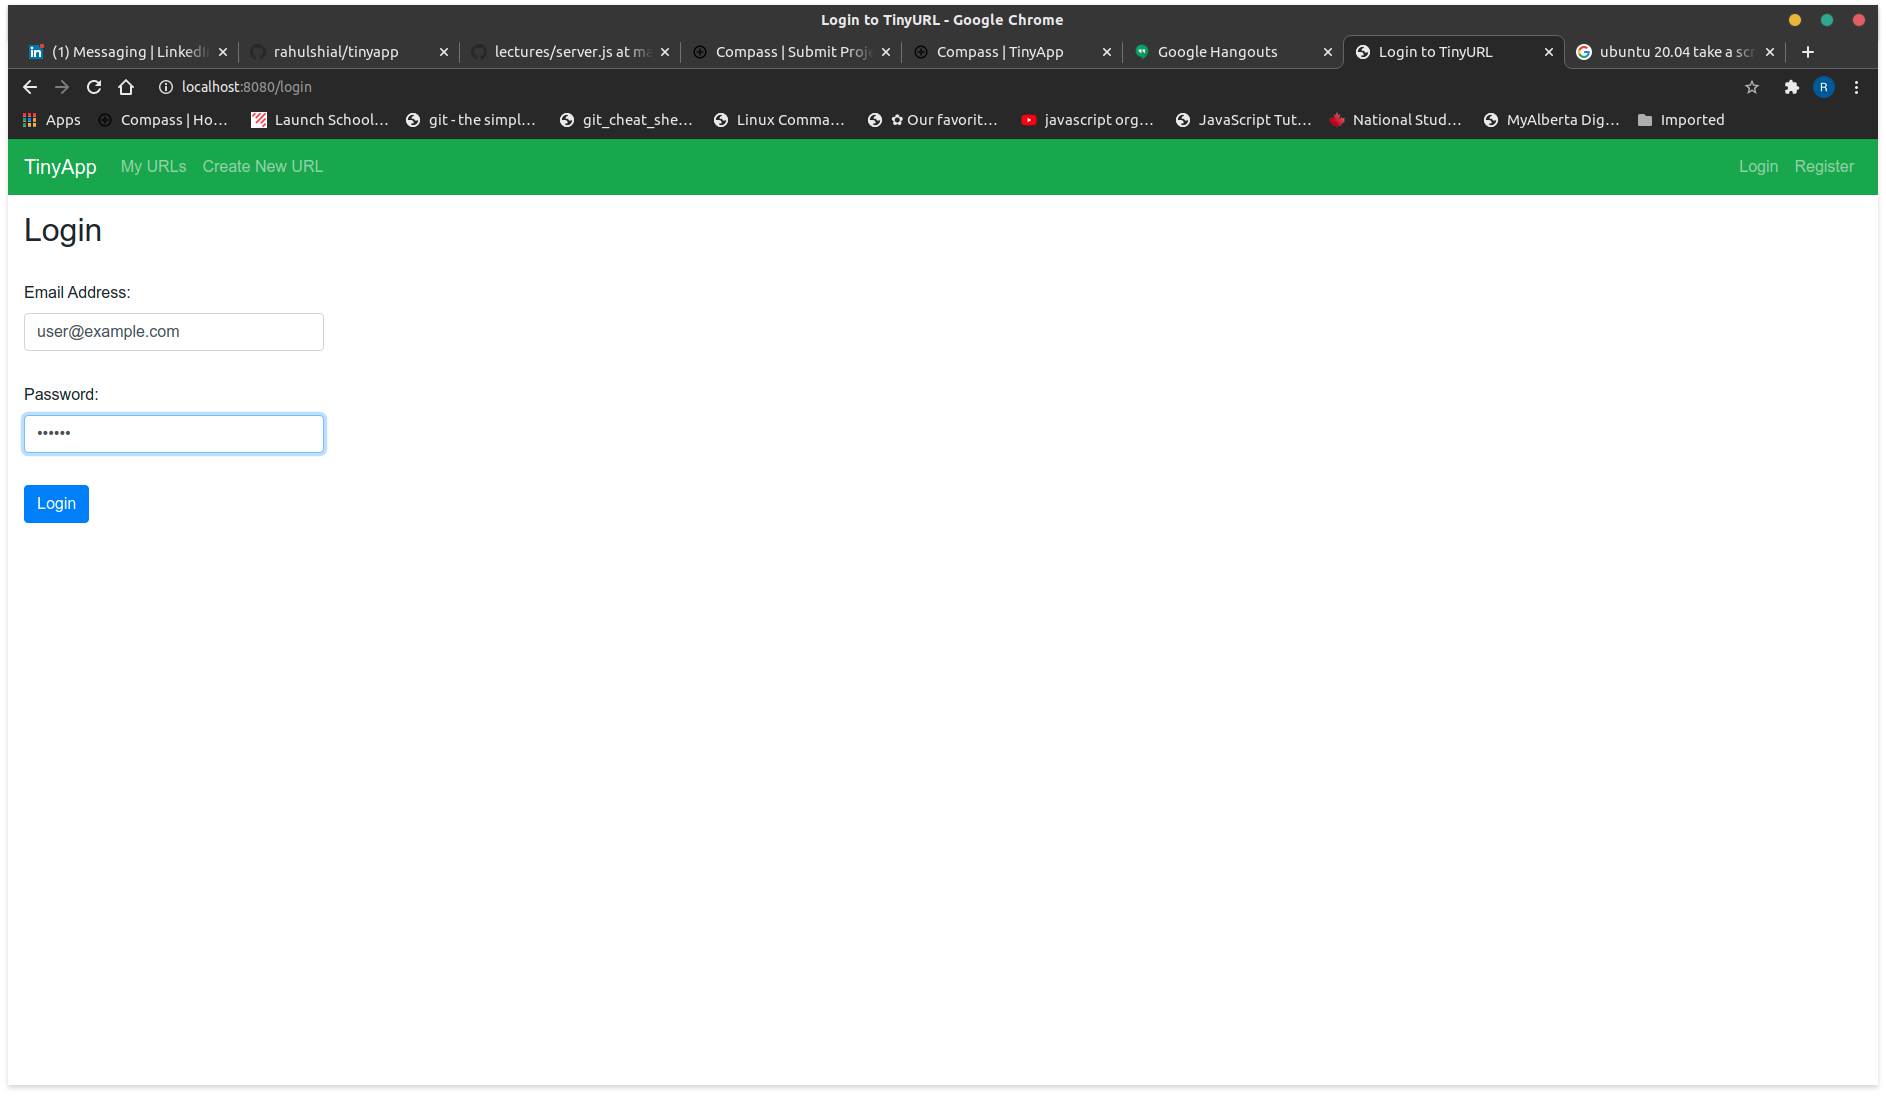 Login to TinyURL - Google Chrome
(1) Messaging | LinkedIn
rahulshial/tinyapp
lectures/server.js at ma
Compass | Submit Proje
Compass | TinyApp
Google Hangouts
Login to TinyURL
ubuntu 20.04 take a scr
localhost:8080/login
R
Apps
Compass | Ho...
Launch School...
git - the simpl...
git_cheat_she...
Linux Comma...
✿ Our favorit...
javascript org...
JavaScript Tut...
National Stud...
MyAlberta Dig...
Imported
TinyApp My URLs Create New URL Login Register
Login
Email Address:
user@example.com
Password:
••••••
Login